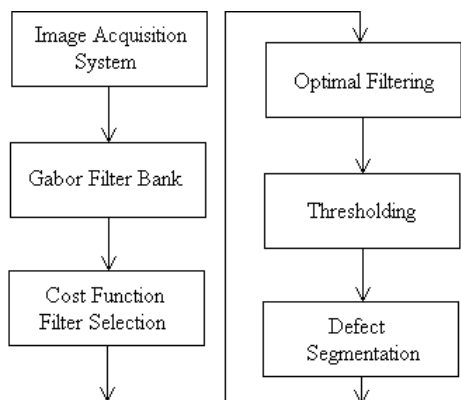 Image Acquisition
System
Gabor Filter Bank
Cost Function
Filter Selection
Optimal Filtering
Thresholding
Defect
Segmentation